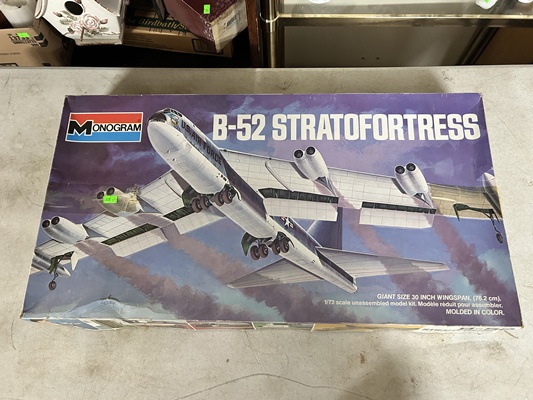 MONOGRAM
B-52 STRATOFORTRESS
U.S. AIR FORCE
GIANT SIZE 30 INCH WINGSPAN, (76.2 cm).
1/72 scale unassembled model kit. Modèle réduit pour assembler.
MOLDED IN COLOR.